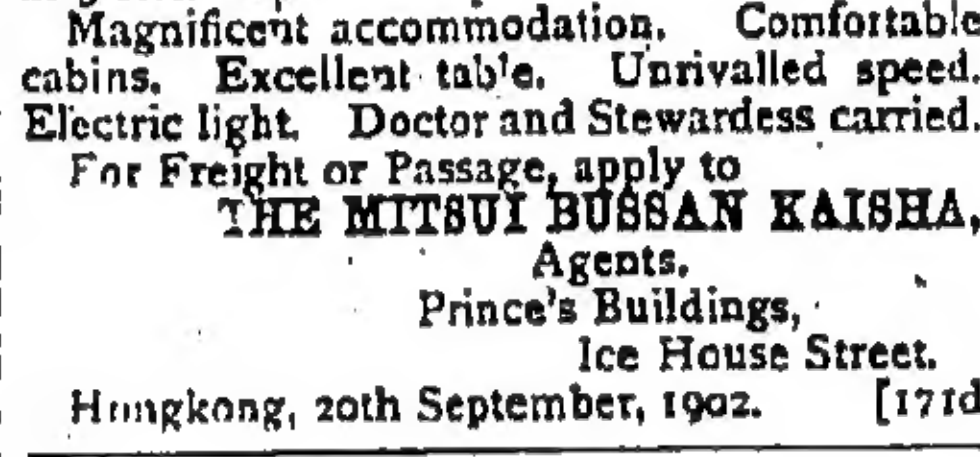 Magnificent accommodation. Comfortable
cabins. Excellent table. Unrivalled speed.
Electric light. Doctor and Stewardess carried.
For Freight or Passage, apply to
THE MITSUI BUSSAN KAISHA,
Agents.
Prince's Buildings,
Ice House Street.
Hongkong, 20th September, 1902. [171d